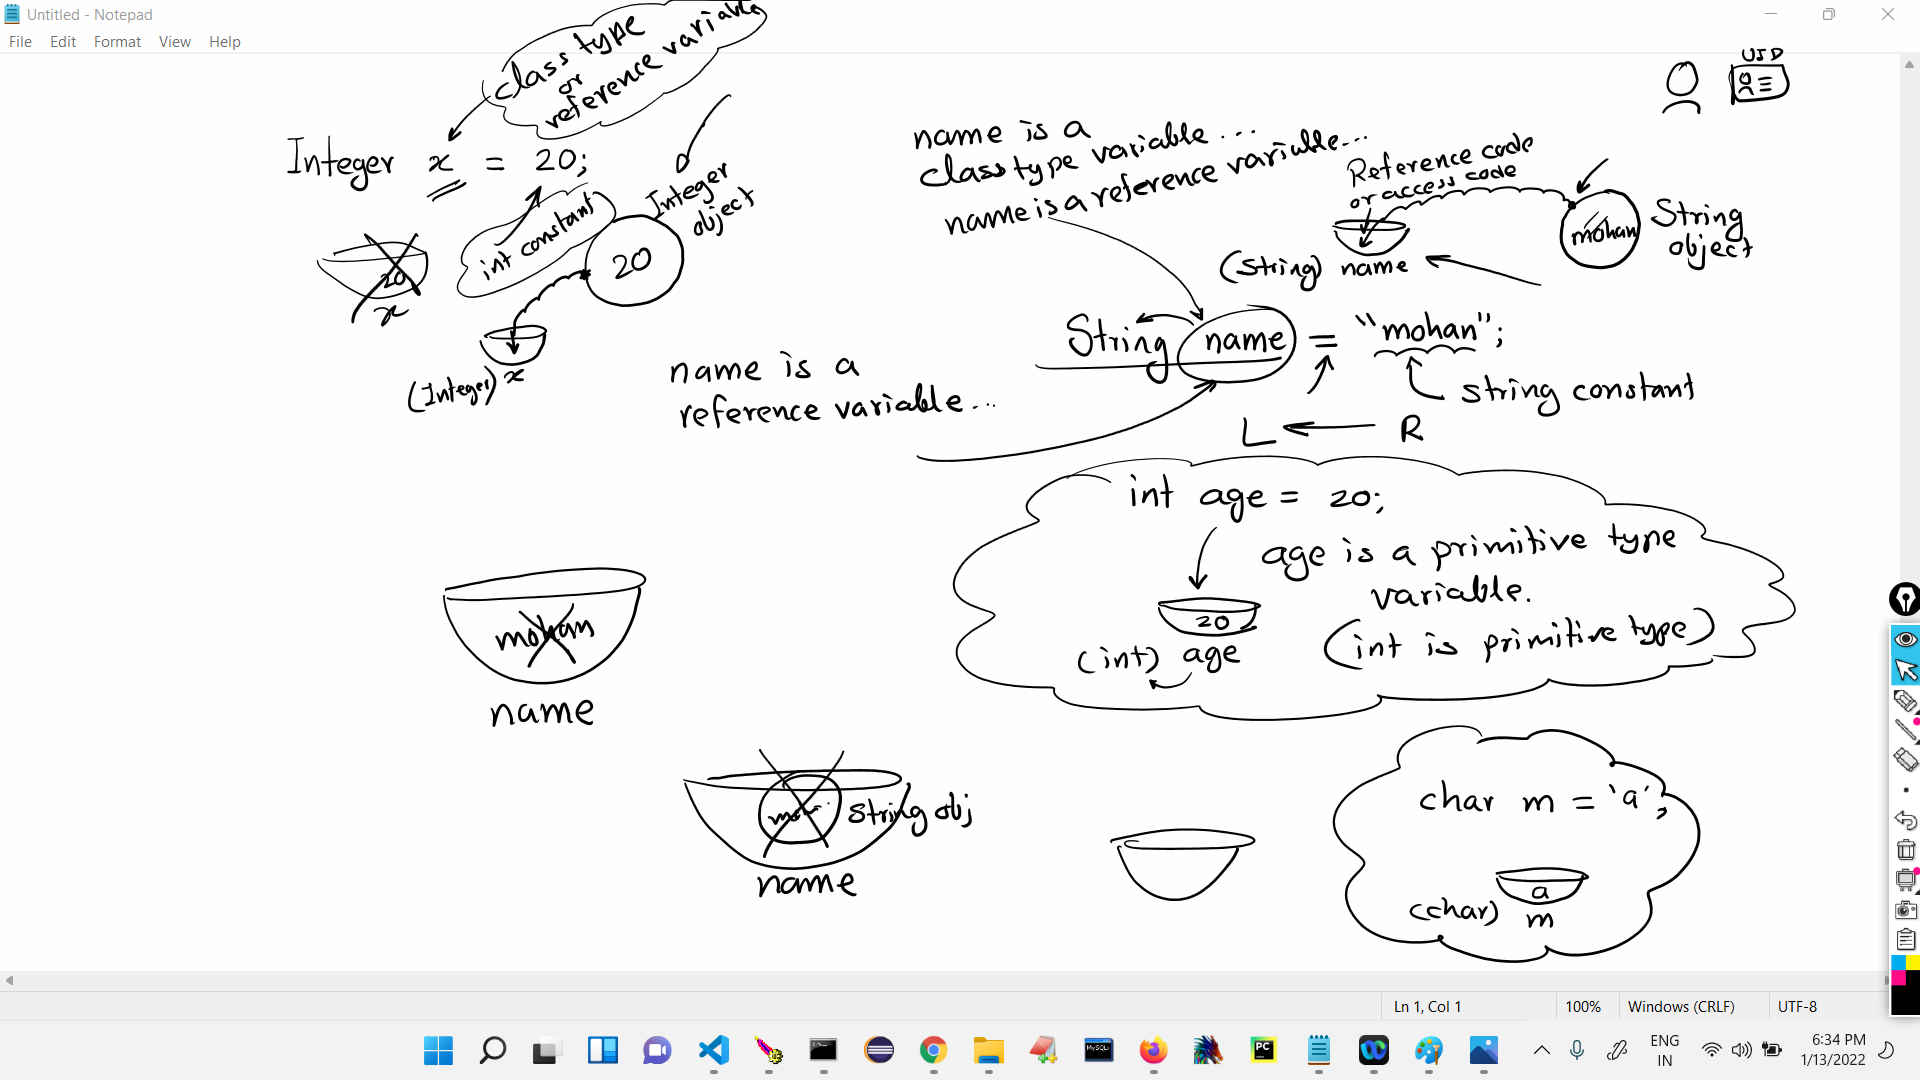 Untitled - Notepad
File Edit Format View Help
class type
or
reference variable
Integer x = 20;
int constant
Integer
object
20
20
x
(Integer) x
name is a
class type variable ...
name is a reference variable...
UID
Reference code
or access code
mohan
String
object
(String) name
String name = "mohan";
string constant
L ← R
name is a
reference variable...
int age = 20;
age is a primitive type
variable.
20
(int) age
(int is primitive type)
mohan
name
String obj
name
char m = 'a';
a
(char) m
Ln 1, Col 1
100%
Windows (CRLF)
UTF-8
PC
MySQL
ENG
IN
6:34 PM
1/13/2022